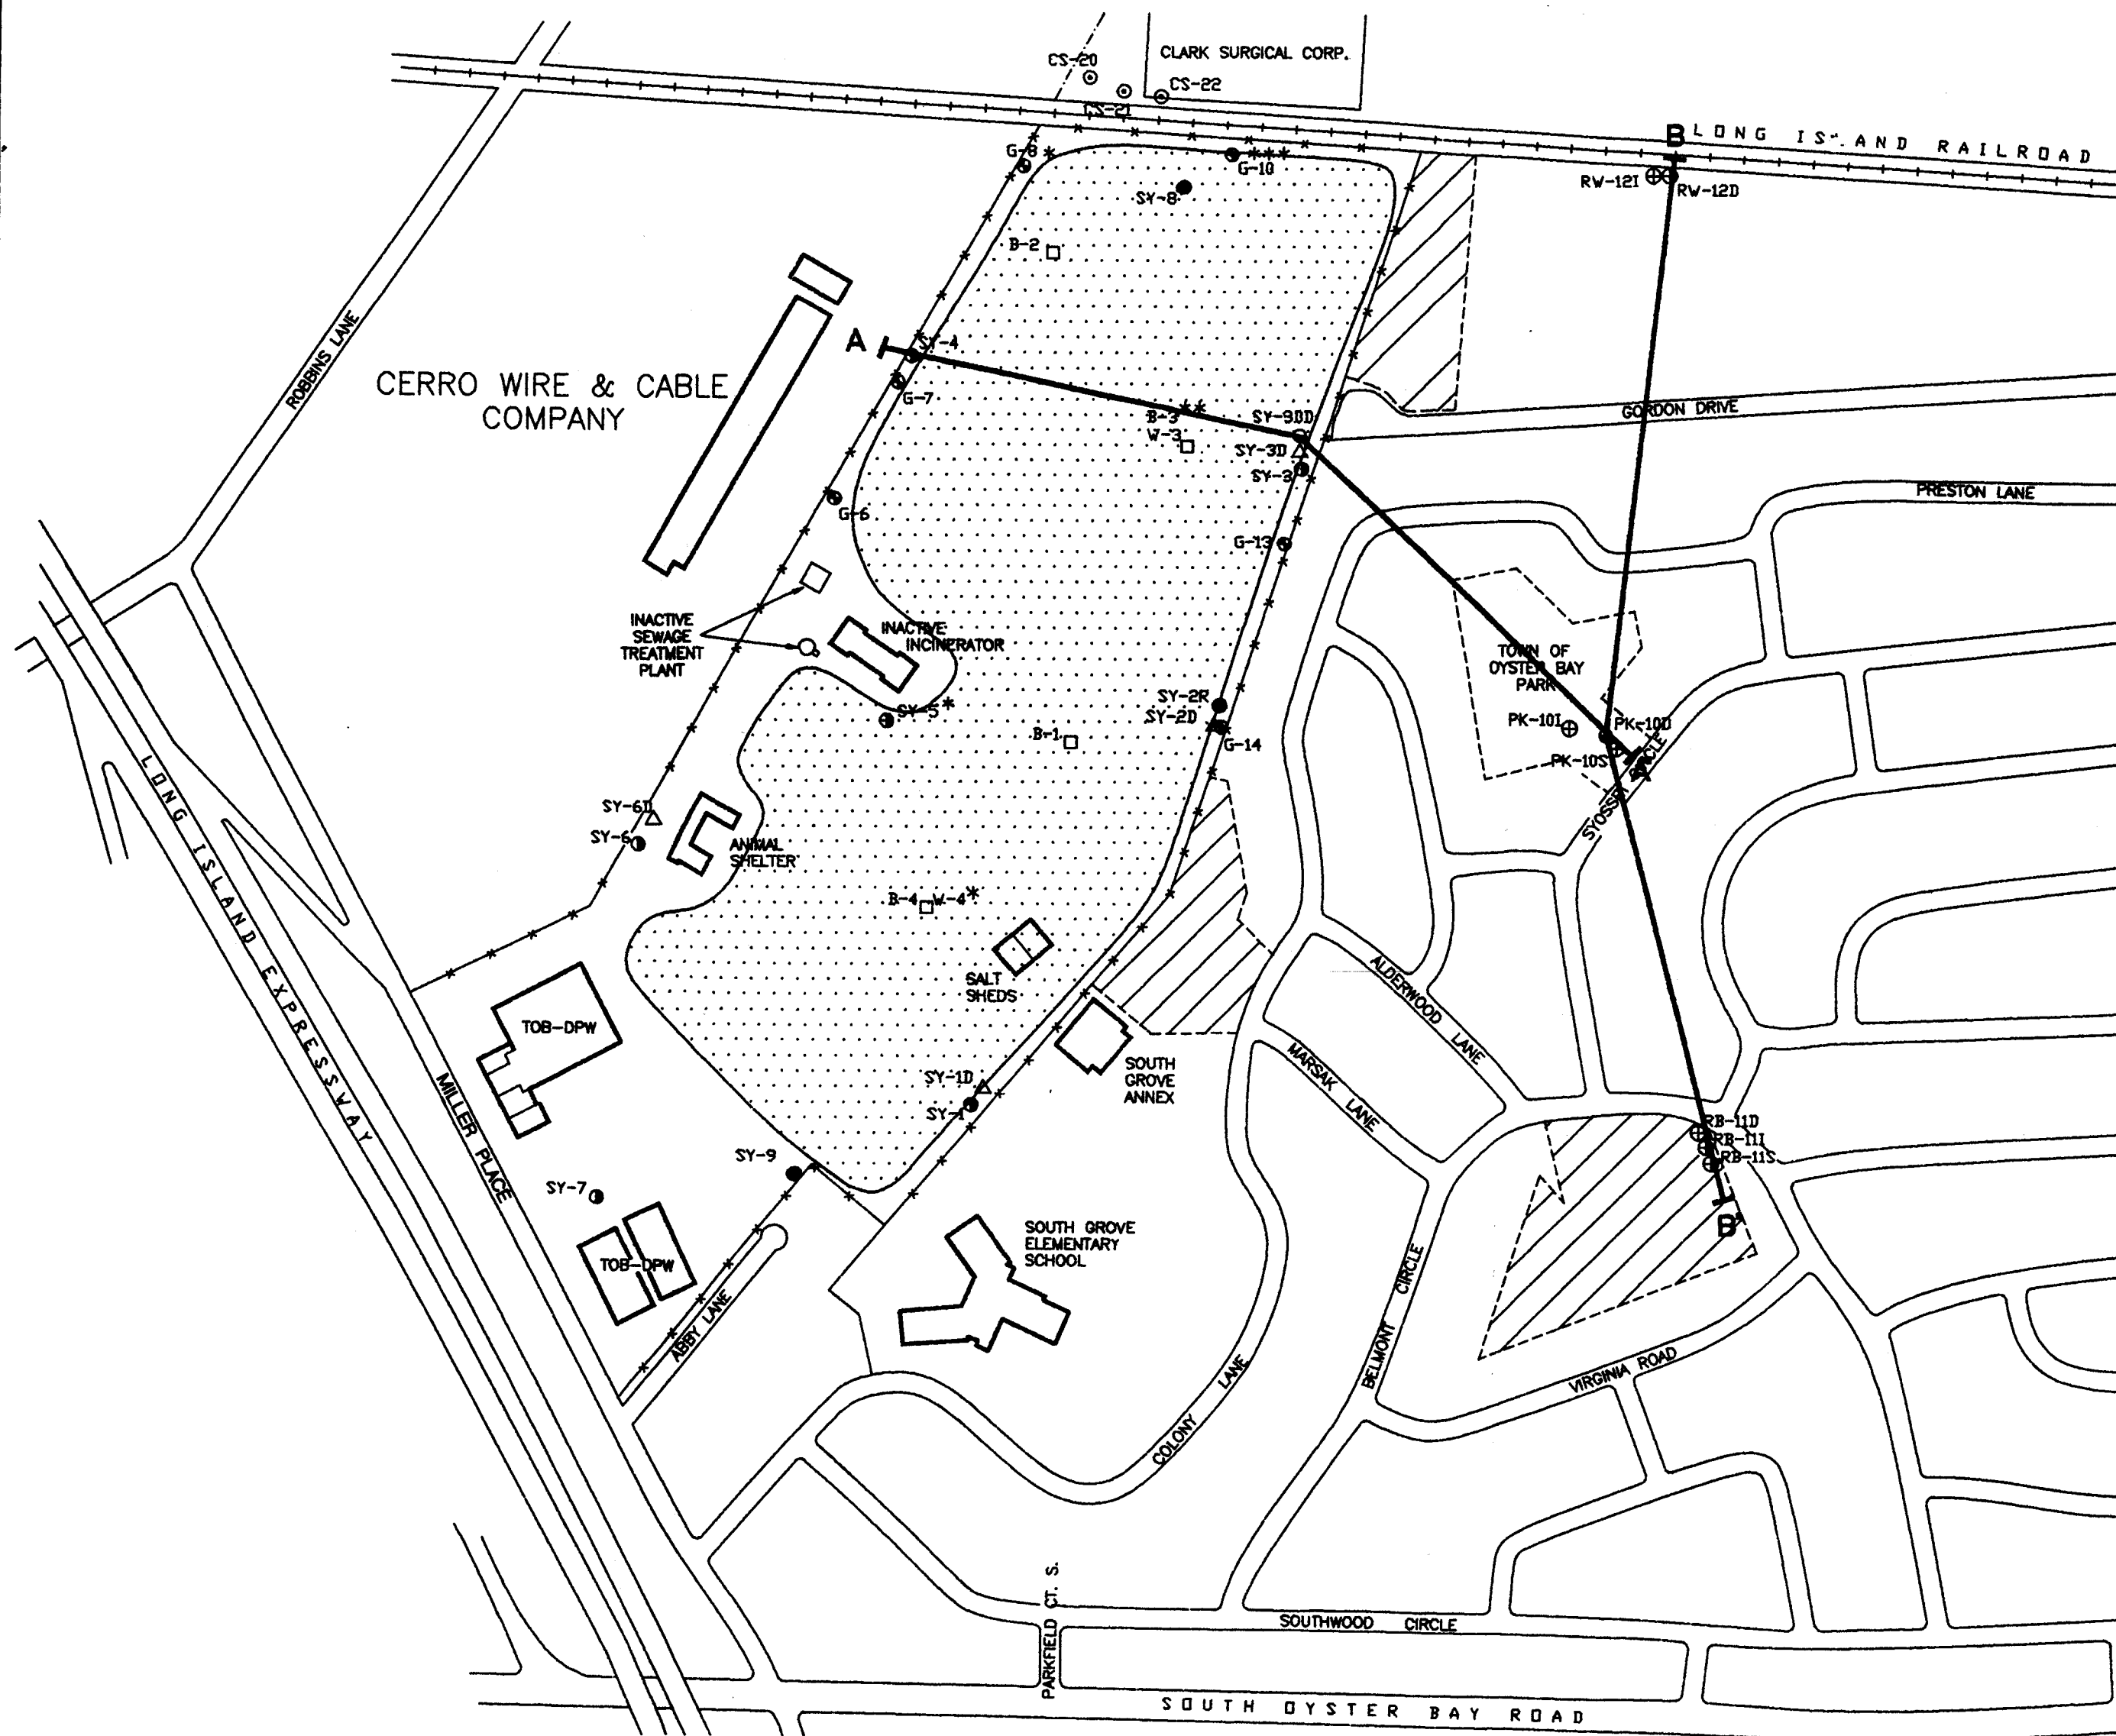 CLARK SURGICAL CORP.
CS-20
CS-22
CS-21
B
LONG ISLAND RAILROAD
G-8 *
G-10
***
RW-12I
RW-12D
SY-8
B-2
ROBBINS LANE
A
SY-4
CERRO WIRE & CABLE
COMPANY
G-7
B-3 **
W-3
SY-3DD
SY-3D
SY-3
GORDON DRIVE
PRESTON LANE
G-6
G-13
INACTIVE
SEWAGE
TREATMENT
PLANT
INACTIVE
INCINERATOR
TOWN OF
OYSTER BAY
PARK
SY-5 *
SY-2R
SY-2D
G-14
B-1
PK-10I
PK-10D
PK-10S
SYOSSET CIRCLE
SY-6D
SY-6
ANIMAL
SHELTER
LONG ISLAND EXPRESSWAY
B-4 W-4 *
SALT
SHEDS
ALDERWOOD LANE
TOB-DPW
MARSAK LANE
SOUTH
GROVE
ANNEX
MILLER PLACE
SY-1D
SY-1
RB-11D
RB-11I
RB-11S
SY-9
SY-7
B'
SOUTH GROVE
ELEMENTARY
SCHOOL
TOB-DPW
ABBY LANE
BELMONT CIRCLE
VIRGINIA ROAD
COLONY LANE
PARKFIELD CT. S.
SOUTHWOOD CIRCLE
SOUTH OYSTER BAY ROAD